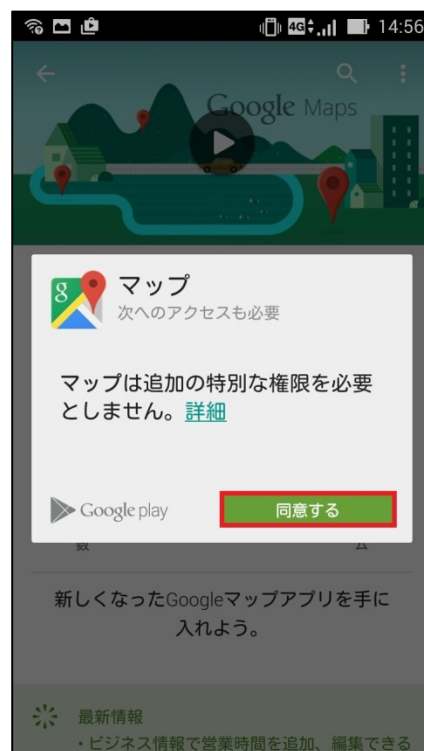 4G 14:56
Google Maps
マップ
次へのアクセスも必要
マップは追加の特別な権限を必要
としません。詳細
Google play 同意する
数 ム
新しくなったGoogleマップアプリを手に
入れよう。
最新情報
・ビジネス情報で営業時間を追加、編集できる